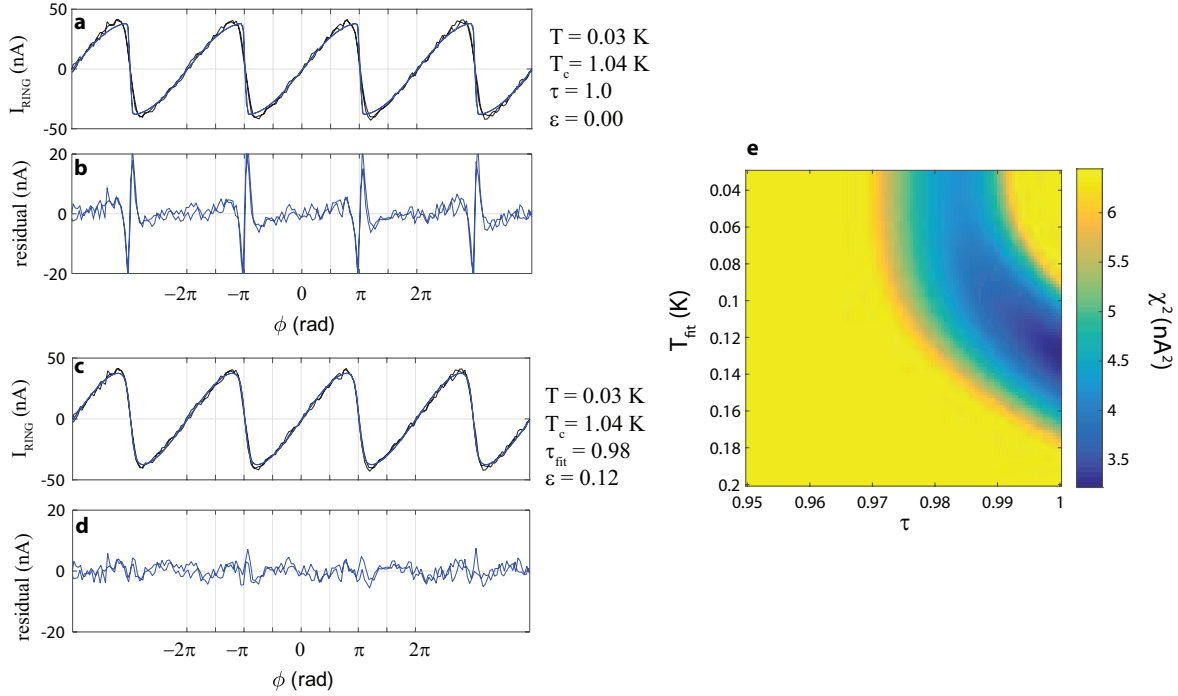 a
50
0
-50
I_RING (nA)
T = 0.03 K
T_c = 1.04 K
τ = 1.0
ε = 0.00
b
20
0
-20
residual (nA)
−2π −π 0 π 2π
ϕ (rad)
c
50
0
-50
I_RING (nA)
T = 0.03 K
T_c = 1.04 K
τ_fit = 0.98
ε = 0.12
d
20
0
-20
residual (nA)
−2π −π 0 π 2π
ϕ (rad)
e
0.04
0.06
0.08
0.1
0.12
0.14
0.16
0.18
0.2
T_fit (K)
0.95 0.96 0.97 0.98 0.99 1
τ
6
5.5
5
4.5
4
3.5
χ² (nA²)